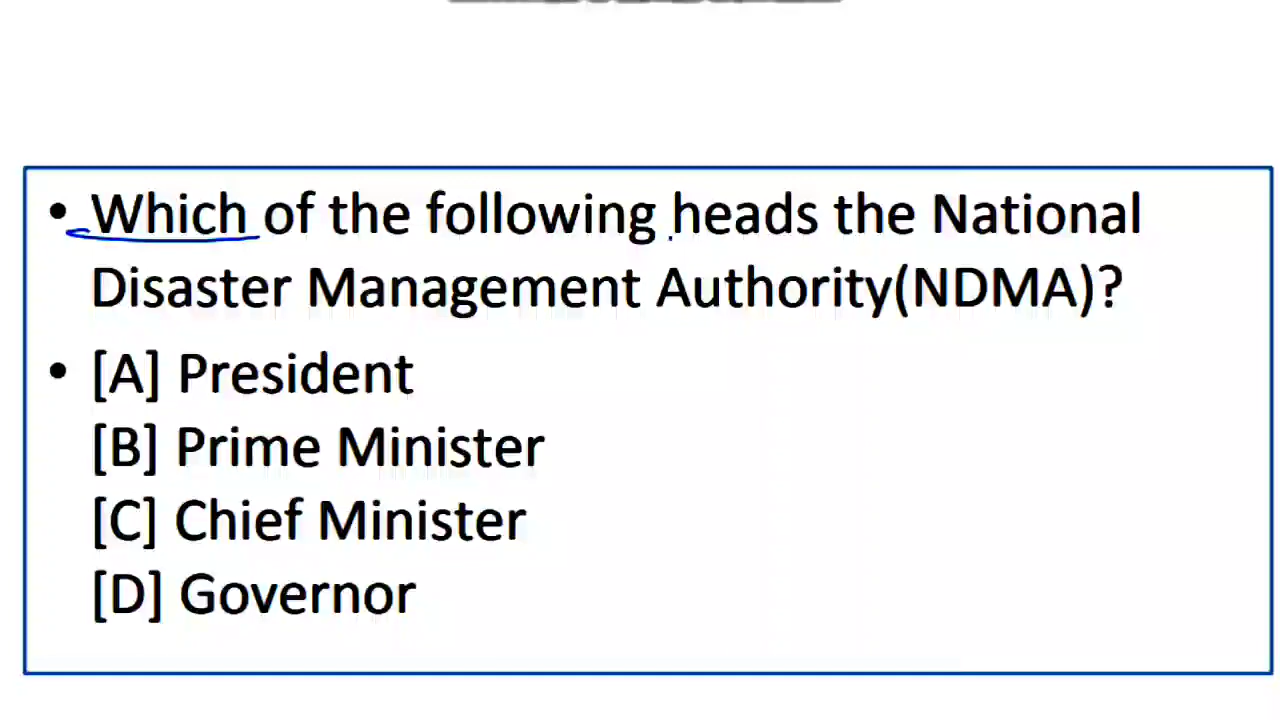 • Which of the following heads the National
Disaster Management Authority(NDMA)?
• [A] President
[B] Prime Minister
[C] Chief Minister
[D] Governor